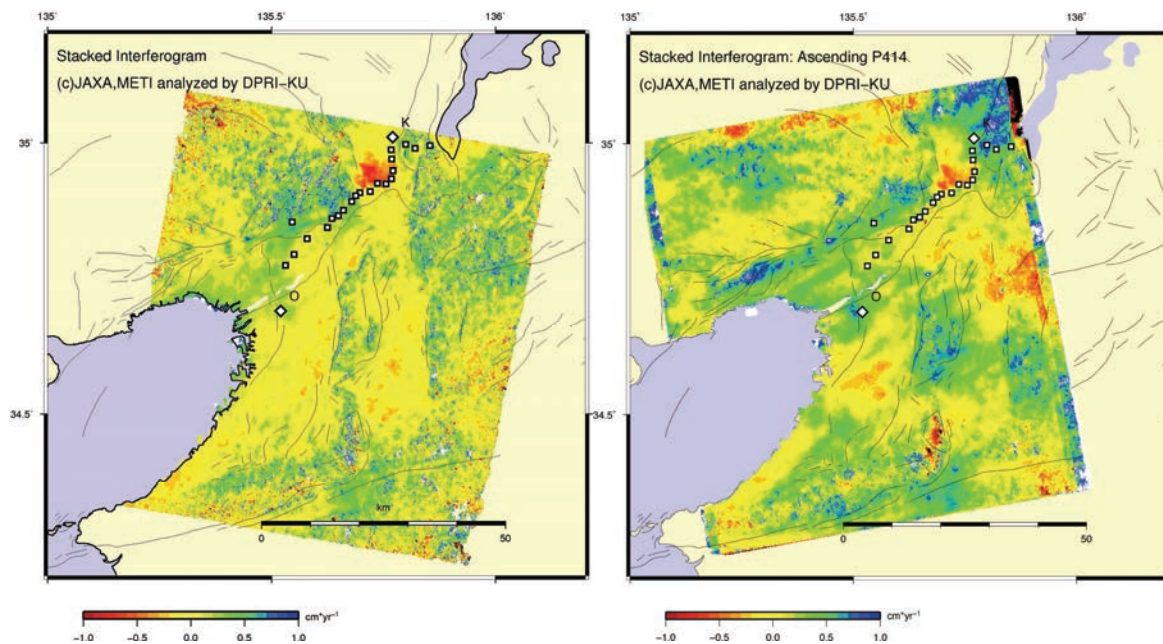 135˚ 135.5˚ 136˚
Stacked Interferogram
(c)JAXA,METI analyzed by DPRI−KU
35˚
34.5˚
K
O
km
0 50
cm*yr⁻¹
−1.0 −0.5 0.0 0.5 1.0
135˚ 135.5˚ 136˚
Stacked Interferogram: Ascending P414
(c)JAXA,METI analyzed by DPRI−KU
35˚
34.5˚
K
O
0 50
cm*yr⁻¹
−1.0 −0.5 0.0 0.5 1.0